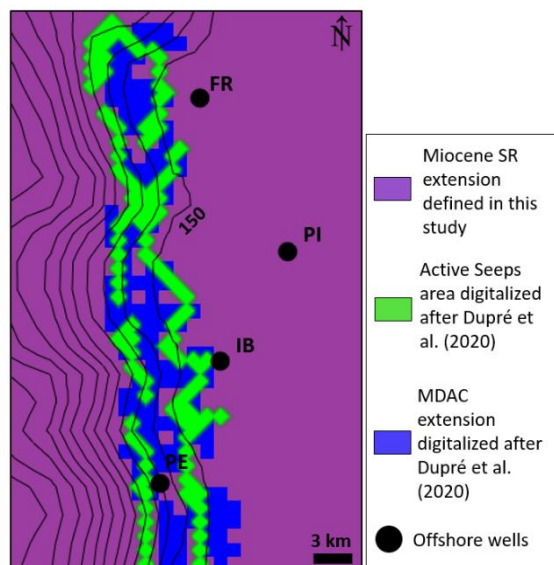 N
FR
150
PI
IB
PE
3 km
Miocene SR
extension
defined in this
study
Active Seeps
area digitalized
after Dupré et
al. (2020)
MDAC
extension
digitalized after
Dupré et al.
(2020)
Offshore wells